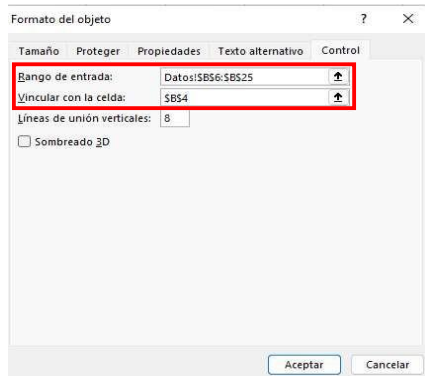 Formato del objeto ? ×
Tamaño Proteger Propiedades Texto alternativo Control
Rango de entrada: Datos!$B$6:$B$25
Vincular con la celda: $B$4
Líneas de unión verticales: 8
Sombreado 3D
Aceptar Cancelar